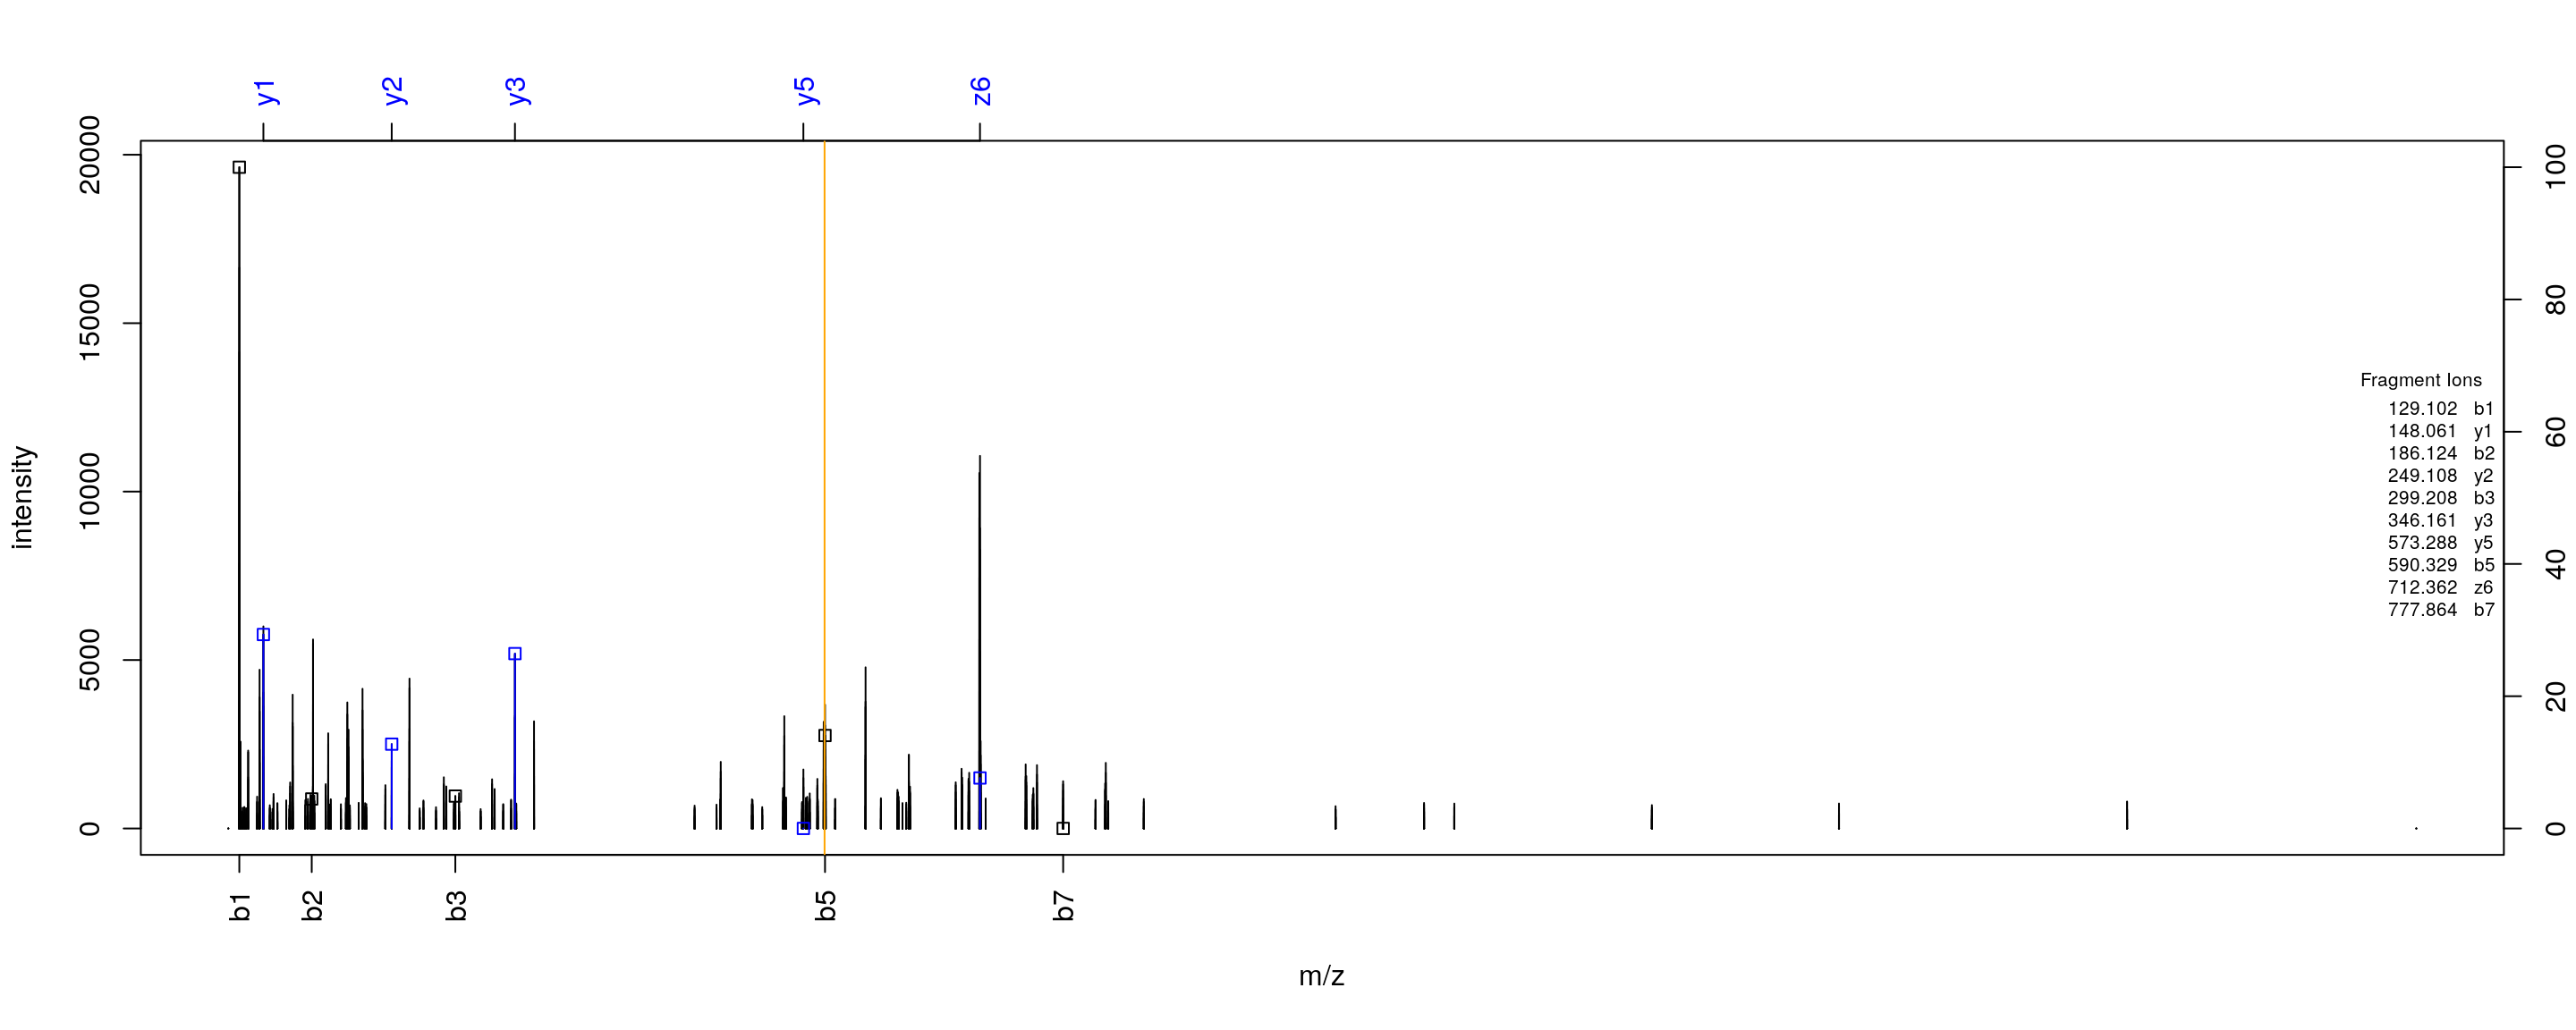 y1 y2 y3 y5 z6
20000
15000
10000
5000
0
intensity
100
80
60
40
20
0
Fragment Ions
129.102 b1
148.061 y1
186.124 b2
249.108 y2
299.208 b3
346.161 y3
573.288 y5
590.329 b5
712.362 z6
777.864 b7
b1 b2 b3 b5 b7
m/z